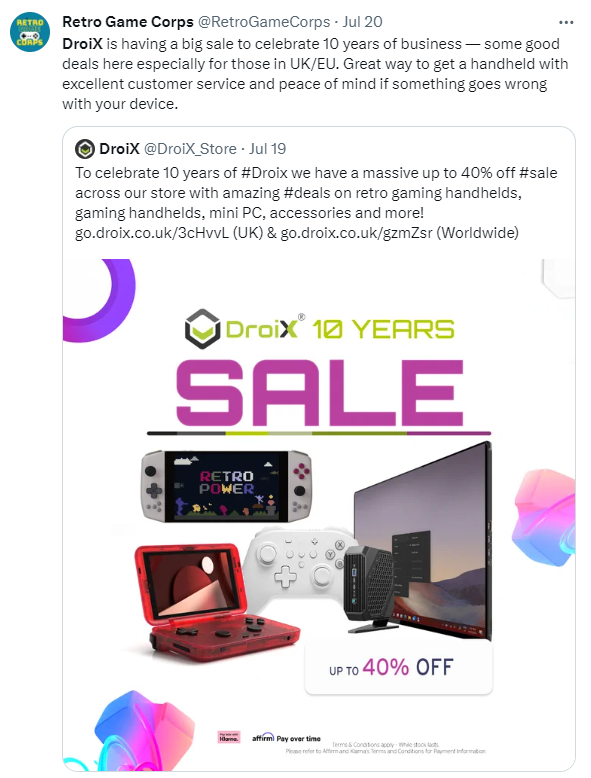 RETRO
GAME
CORPS
Retro Game Corps @RetroGameCorps · Jul 20
DroiX is having a big sale to celebrate 10 years of business — some good
deals here especially for those in UK/EU. Great way to get a handheld with
excellent customer service and peace of mind if something goes wrong
with your device.
DroiX @DroiX_Store · Jul 19
To celebrate 10 years of #Droix we have a massive up to 40% off #sale
across our store with amazing #deals on retro gaming handhelds,
gaming handhelds, mini PC, accessories and more!
go.droix.co.uk/3cHvvL (UK) & go.droix.co.uk/gzmZsr (Worldwide)
DroiX® 10 YEARS
SALE
RETRO
POWER
X
Y
A
B
UP TO 40% OFF
Klarna.
affirm Pay over time
Terms & Conditions apply - While stock lasts
Please refer to Affirm and Klarna's Terms and Conditions for Payment Information